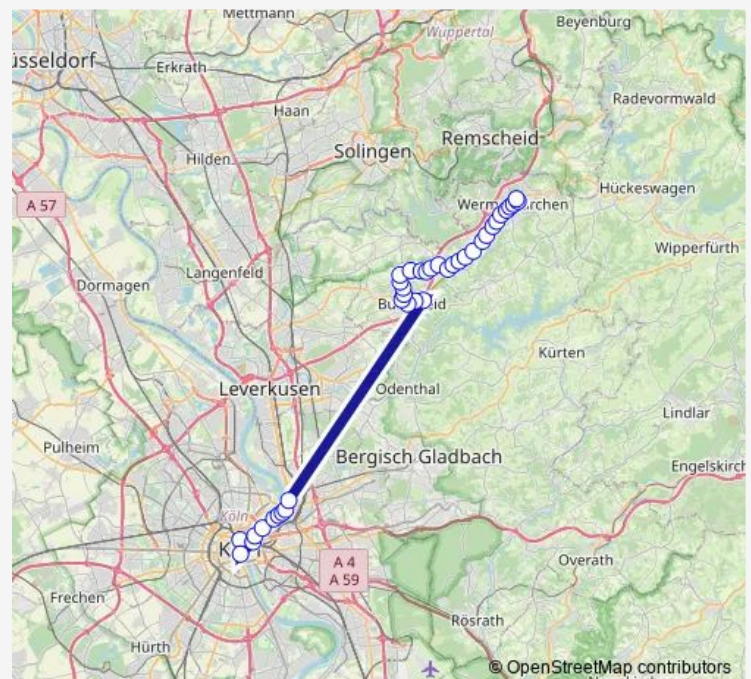 Mettmann
Beyenburg
Wuppertal
üsseldorf
Erkrath
Haan
Radevormwald
Remscheid
Solingen
Hilden
Hückeswagen
A 57
Wipperfürth
Langenfeld
Dormagen
Kürten
Leverkusen
Odenthal
Lindlar
Pulheim
Bergisch Gladbach
Engelskirch
Köln
A 4
A 59
Overath
Frechen
Rösrath
Hürth
© OpenStreetMap contributors